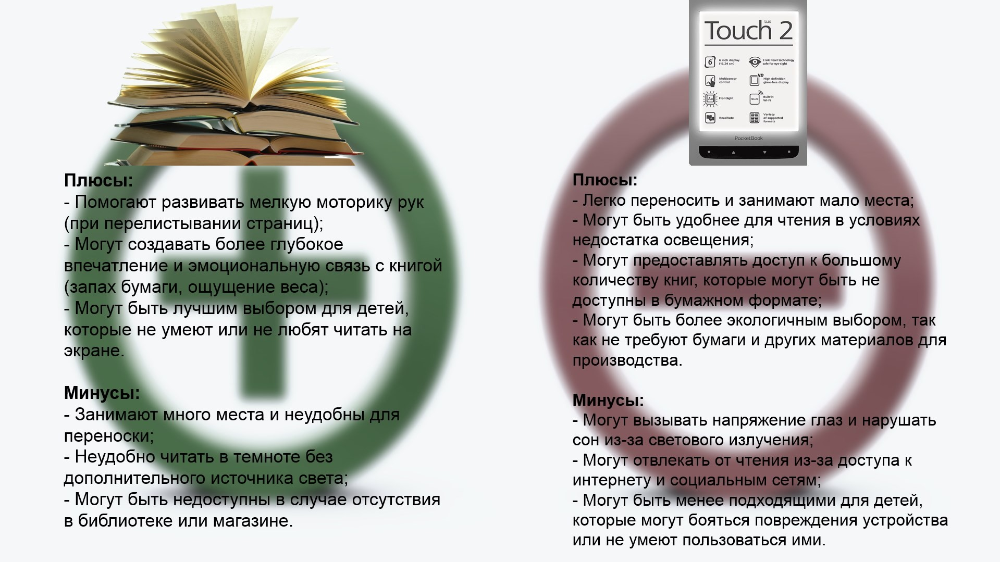 Плюсы:
- Помогают развивать мелкую моторику рук
(при перелистывании страниц);
- Могут создавать более глубокое
впечатление и эмоциональную связь с книгой
(запах бумаги, ощущение веса);
- Могут быть лучшим выбором для детей,
которые не умеют или не любят читать на
экране.
Минусы:
- Занимают много места и неудобны для
переноски;
- Неудобно читать в темноте без
дополнительного источника света;
- Могут быть недоступны в случае отсутствия
в библиотеке или магазине.
Lux
Touch 2
6
6 inch display
(15,24 cm)
E Ink Pearl technology
safe for eye-sight
Multisensor
control
HD
High definition
glare-free display
Aa
Frontlight
Wi-Fi
Built-in
Wi-Fi
ReadRate
Variety
of supported
formats
PocketBook
Плюсы:
- Легко переносить и занимают мало места;
- Могут быть удобнее для чтения в условиях
недостатка освещения;
- Могут предоставлять доступ к большому
количеству книг, которые могут быть не
доступны в бумажном формате;
- Могут быть более экологичным выбором, так
как не требуют бумаги и других материалов для
производства.
Минусы:
- Могут вызывать напряжение глаз и нарушать
сон из-за светового излучения;
- Могут отвлекать от чтения из-за доступа к
интернету и социальным сетям;
- Могут быть менее подходящими для детей,
которые могут бояться повреждения устройства
или не умеют пользоваться ими.